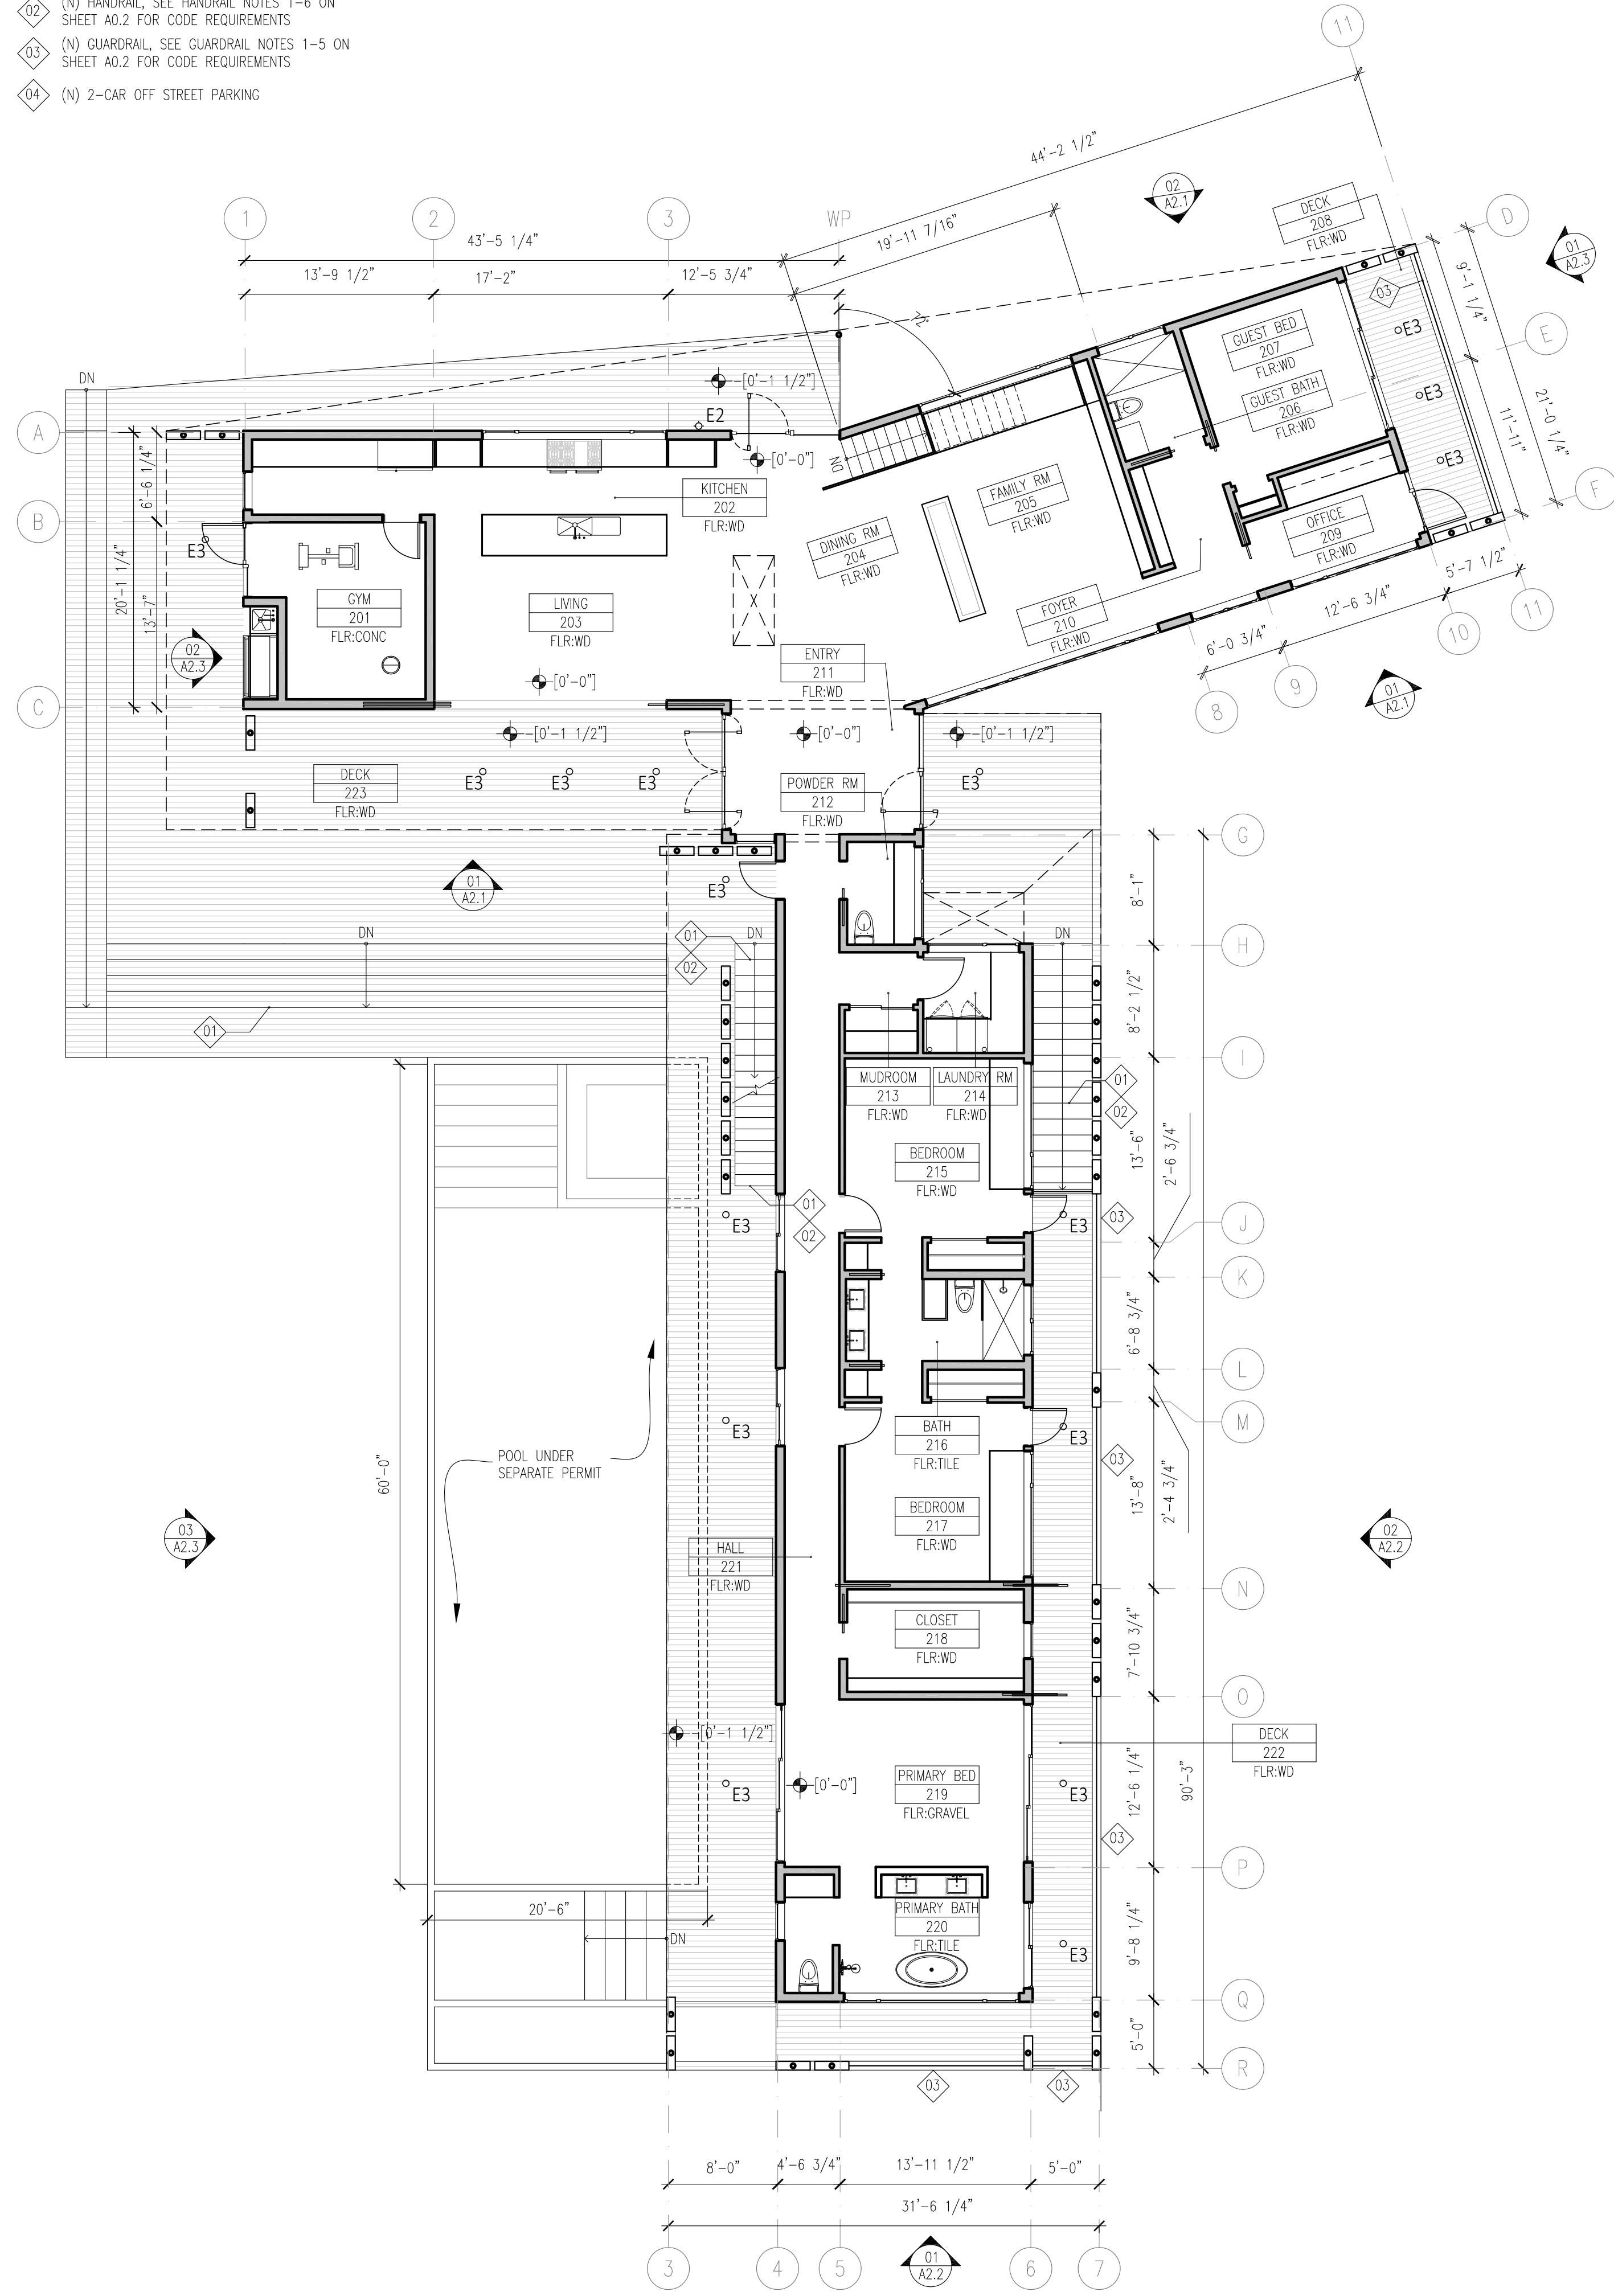 02
(N) HANDRAIL, SEE HANDRAIL NOTES 1-6 ON
SHEET A0.2 FOR CODE REQUIREMENTS
03
(N) GUARDRAIL, SEE GUARDRAIL NOTES 1-5 ON
SHEET A0.2 FOR CODE REQUIREMENTS
04
(N) 2-CAR OFF STREET PARKING
11
44'-2 1/2"
02
A2.1
DECK
208
FLR:WD
D
01
A2.3
1
2
3
WP
43'-5 1/4"
19'-11 7/16"
13'-9 1/2"
17'-2"
12'-5 3/4"
03
9'-1 1/4"
E
E3
GUEST BED
207
FLR:WD
72°
DN
-[0'-1 1/2"]
GUEST BATH
206
FLR:WD
E3
21'-0 1/4"
11'-11"
A
E2
[0'-0"]
DN
E3
F
6'-6 1/4"
KITCHEN
202
FLR:WD
FAMILY RM
205
FLR:WD
OFFICE
209
FLR:WD
B
E3
DINING RM
204
FLR:WD
5'-7 1/2"
20'-1 1/4"
13'-7"
GYM
201
FLR:CONC
LIVING
203
FLR:WD
FOYER
210
FLR:WD
12'-6 3/4"
11
10
6'-0 3/4"
02
A2.3
ENTRY
211
FLR:WD
9
8
01
A2.1
[0'-0"]
C
-[0'-1 1/2"]
[0'-0"]
-[0'-1 1/2"]
DECK
223
FLR:WD
E3
E3
E3
POWDER RM
212
FLR:WD
E3
G
01
A2.1
E3
8'-1"
DN
01
02
DN
DN
H
01
8'-2 1/2"
I
MUDROOM
213
FLR:WD
LAUNDRY RM
214
FLR:WD
01
02
13'-6"
2'-6 3/4"
BEDROOM
215
FLR:WD
01
02
E3
E3
03
J
K
6'-8 3/4"
L
M
E3
BATH
216
FLR:TILE
E3
03
POOL UNDER
SEPARATE PERMIT
60'-0"
13'-8"
2'-4 3/4"
BEDROOM
217
FLR:WD
03
A2.3
HALL
221
FLR:WD
02
A2.2
N
CLOSET
218
FLR:WD
7'-10 3/4"
O
-[0'-1 1/2"]
DECK
222
FLR:WD
E3
[0'-0"]
PRIMARY BED
219
FLR:GRAVEL
E3
12'-6 1/4"
90'-3"
03
P
20'-6"
DN
PRIMARY BATH
220
FLR:TILE
E3
9'-8 1/4"
Q
5'-0"
R
03
03
8'-0"
4'-6 3/4"
13'-11 1/2"
5'-0"
31'-6 1/4"
3
4
5
01
A2.2
6
7